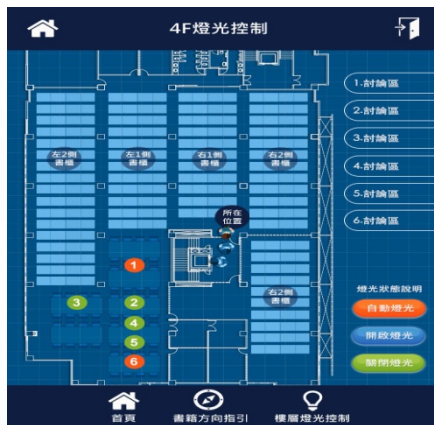 4F燈光控制
1.討論區
2.討論區
3.討論區
4.討論區
5.討論區
6.討論區
左2側
書櫃
左1側
書櫃
右1側
書櫃
右2側
書櫃
所在
位置
1
右2側
書櫃
3
2
4
5
6
燈光狀態說明
自動燈光
開啟燈光
關閉燈光
首頁
書籍方向指引
樓層燈光控制